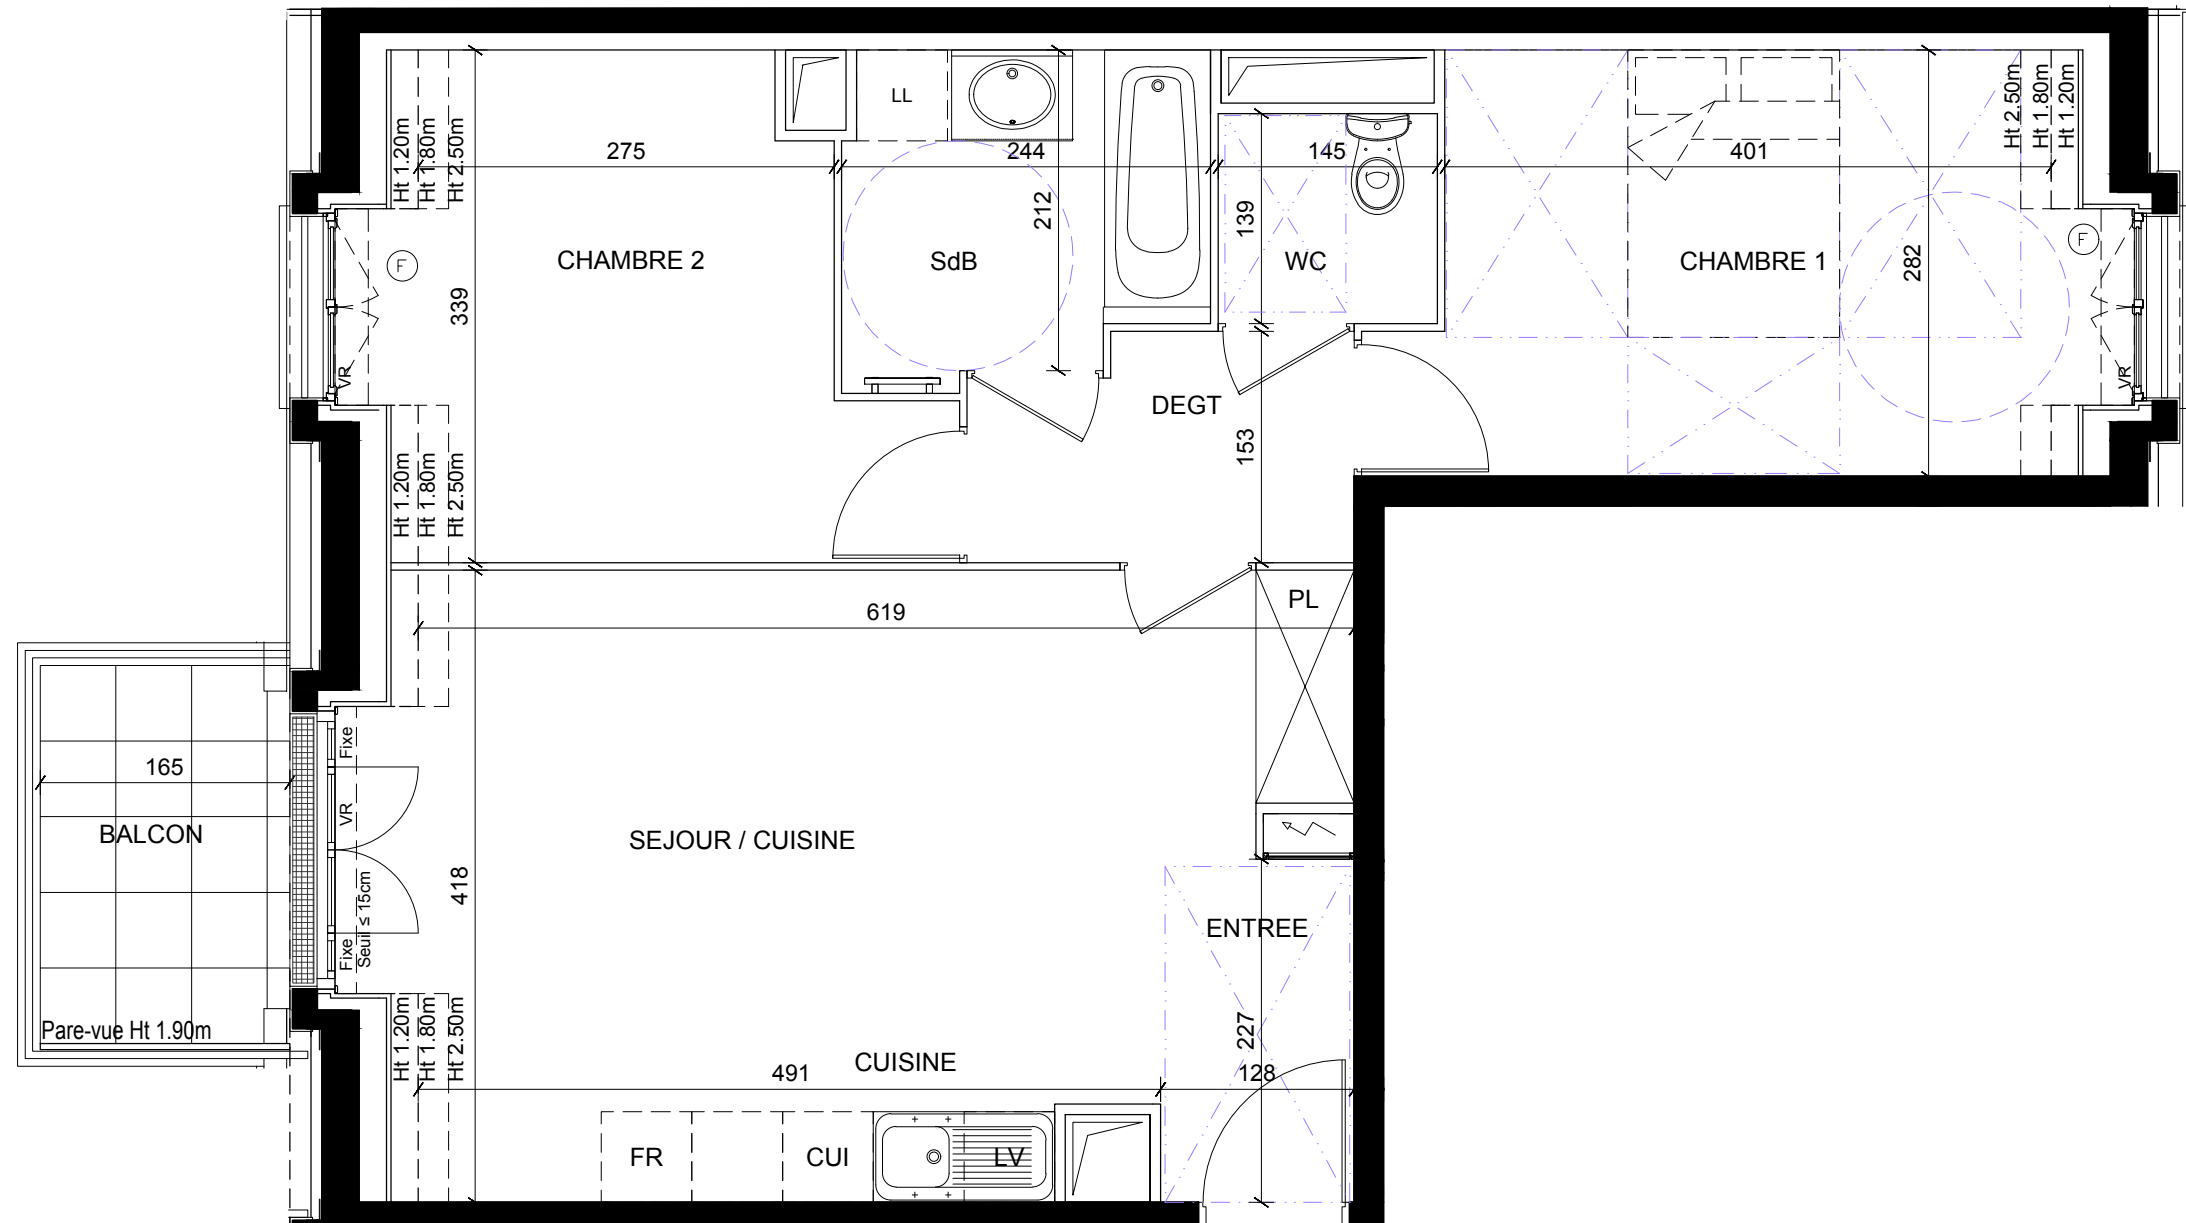 LL
Ht 1.20m
Ht 1.80m
Ht 2.50m
275
244
145
401
Ht 2.50m
Ht 1.80m
Ht 1.20m
212
139
F
CHAMBRE 2
SdB
WC
CHAMBRE 1
282
F
339
VR
VR
DEGT
153
Ht 1.20m
Ht 1.80m
Ht 2.50m
619
PL
Fixe
165
VR
BALCON
SEJOUR / CUISINE
418
Fixe
Seuil ≤ 15cm
ENTREE
Pare-vue Ht 1.90m
Ht 1.20m
Ht 1.80m
Ht 2.50m
227
CUISINE
491
128
FR
CUI
LV